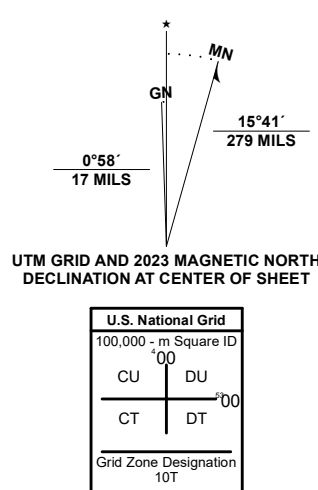 ★
MN
GN
15°41´
279 MILS
0°58´
17 MILS
UTM GRID AND 2023 MAGNETIC NORTH
DECLINATION AT CENTER OF SHEET
U.S. National Grid
100,000 - m Square ID
⁴00
CU DU
⁵³00
CT DT
Grid Zone Designation
10T